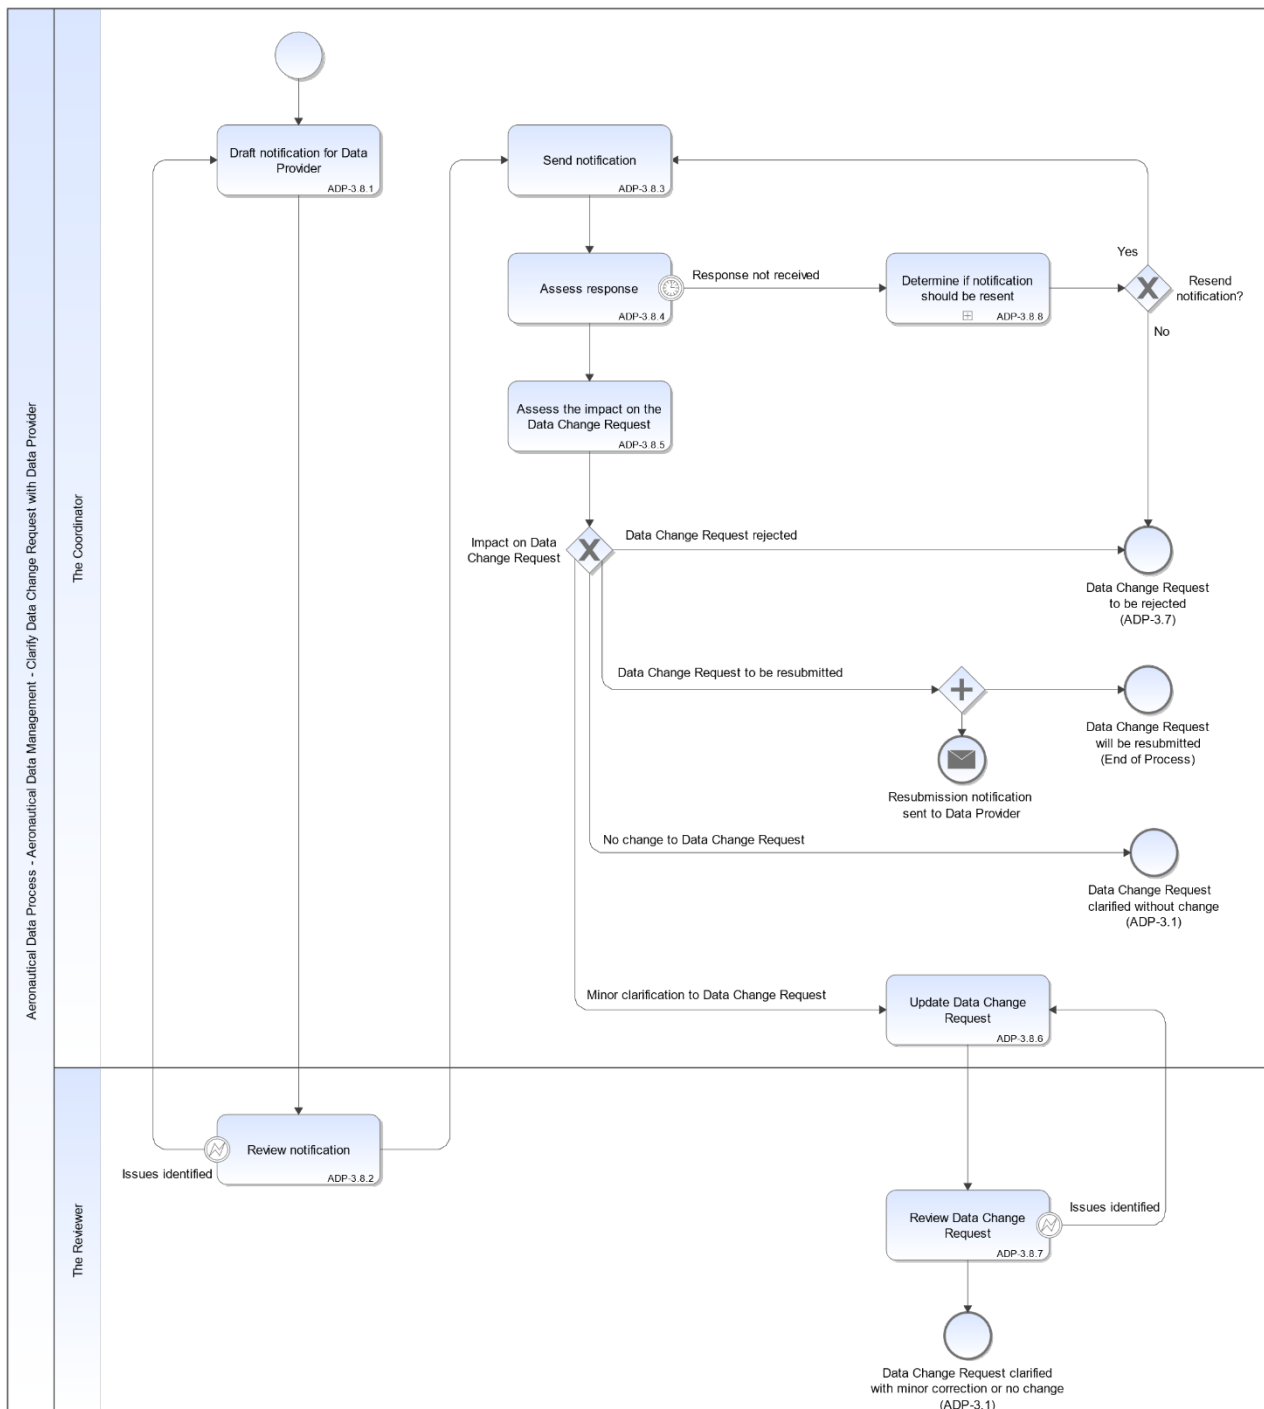 Aeronautical Data Process - Aeronautical Data Management - Clarify Data Change Request with Data Provider
The Coordinator
Draft notification for Data
Provider
ADP-3.8.1
Send notification
ADP-3.8.3
Yes
Resend
notification?
No
Assess response
ADP-3.8.4
Response not received
Determine if notification
should be resent
ADP-3.8.8
Assess the impact on the
Data Change Request
ADP-3.8.5
Impact on Data
Change Request
Data Change Request rejected
Data Change Request
to be rejected
(ADP-3.7)
Data Change Request to be resubmitted
Data Change Request
will be resubmitted
(End of Process)
Resubmission notification
sent to Data Provider
No change to Data Change Request
Data Change Request
clarified without change
(ADP-3.1)
Minor clarification to Data Change Request
Update Data Change
Request
ADP-3.8.6
The Reviewer
Review notification
ADP-3.8.2
Issues identified
Review Data Change
Request
ADP-3.8.7
Issues identified
Data Change Request clarified
with minor correction or no change
(ADP-3.1)